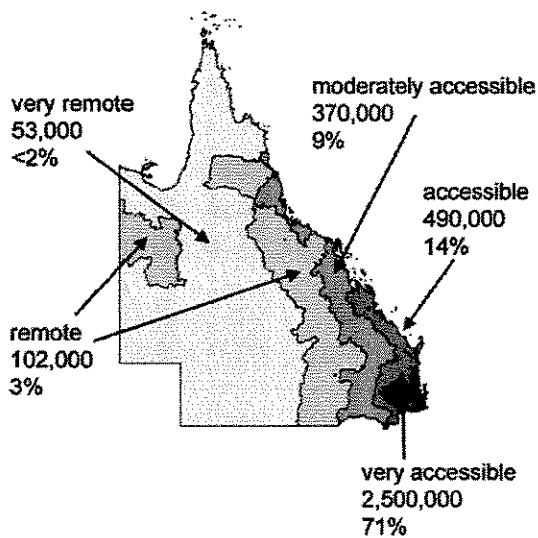 very remote
53,000
<2%
moderately accessible
370,000
9%
accessible
490,000
14%
remote
102,000
3%
very accessible
2,500,000
71%